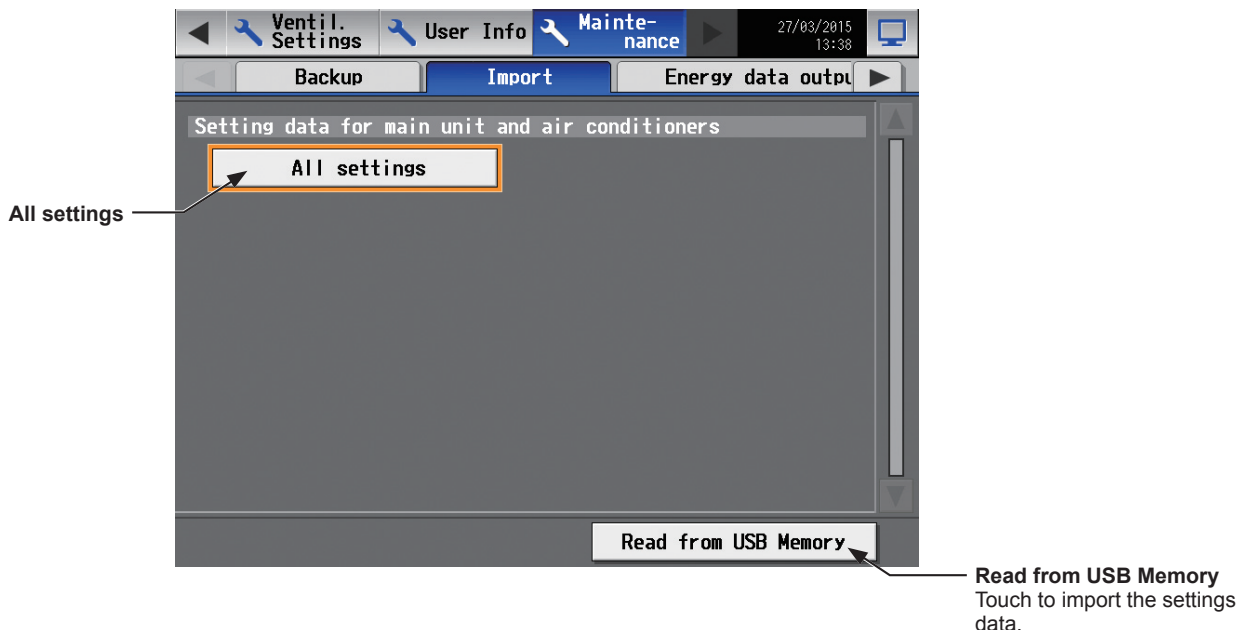 Ventil.
Settings
User Info
Mainte-
nance
27/03/2015
13:38
Backup
Import
Energy data outpu
Setting data for main unit and air conditioners
All settings
All settings
Read from USB Memory
Read from USB Memory
Touch to import the settings
data.